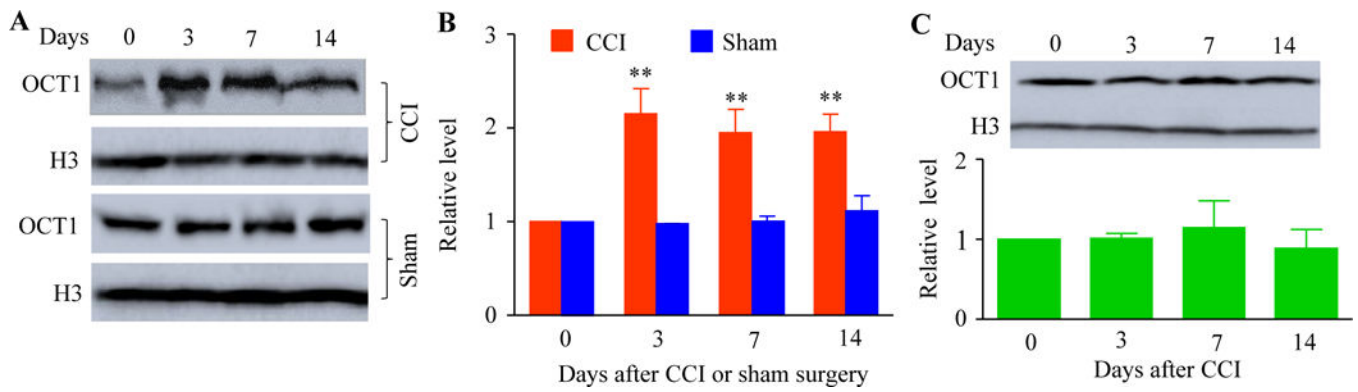 A
Days 0 3 7 14
OCT1
H3
CCI
OCT1
H3
Sham
B
3
2
1
0
Relative level
CCI Sham
** ** **
0 3 7 14
Days after CCI or sham surgery
C
Days 0 3 7 14
OCT1
H3
2
1
0
Relative level
0 3 7 14
Days after CCI